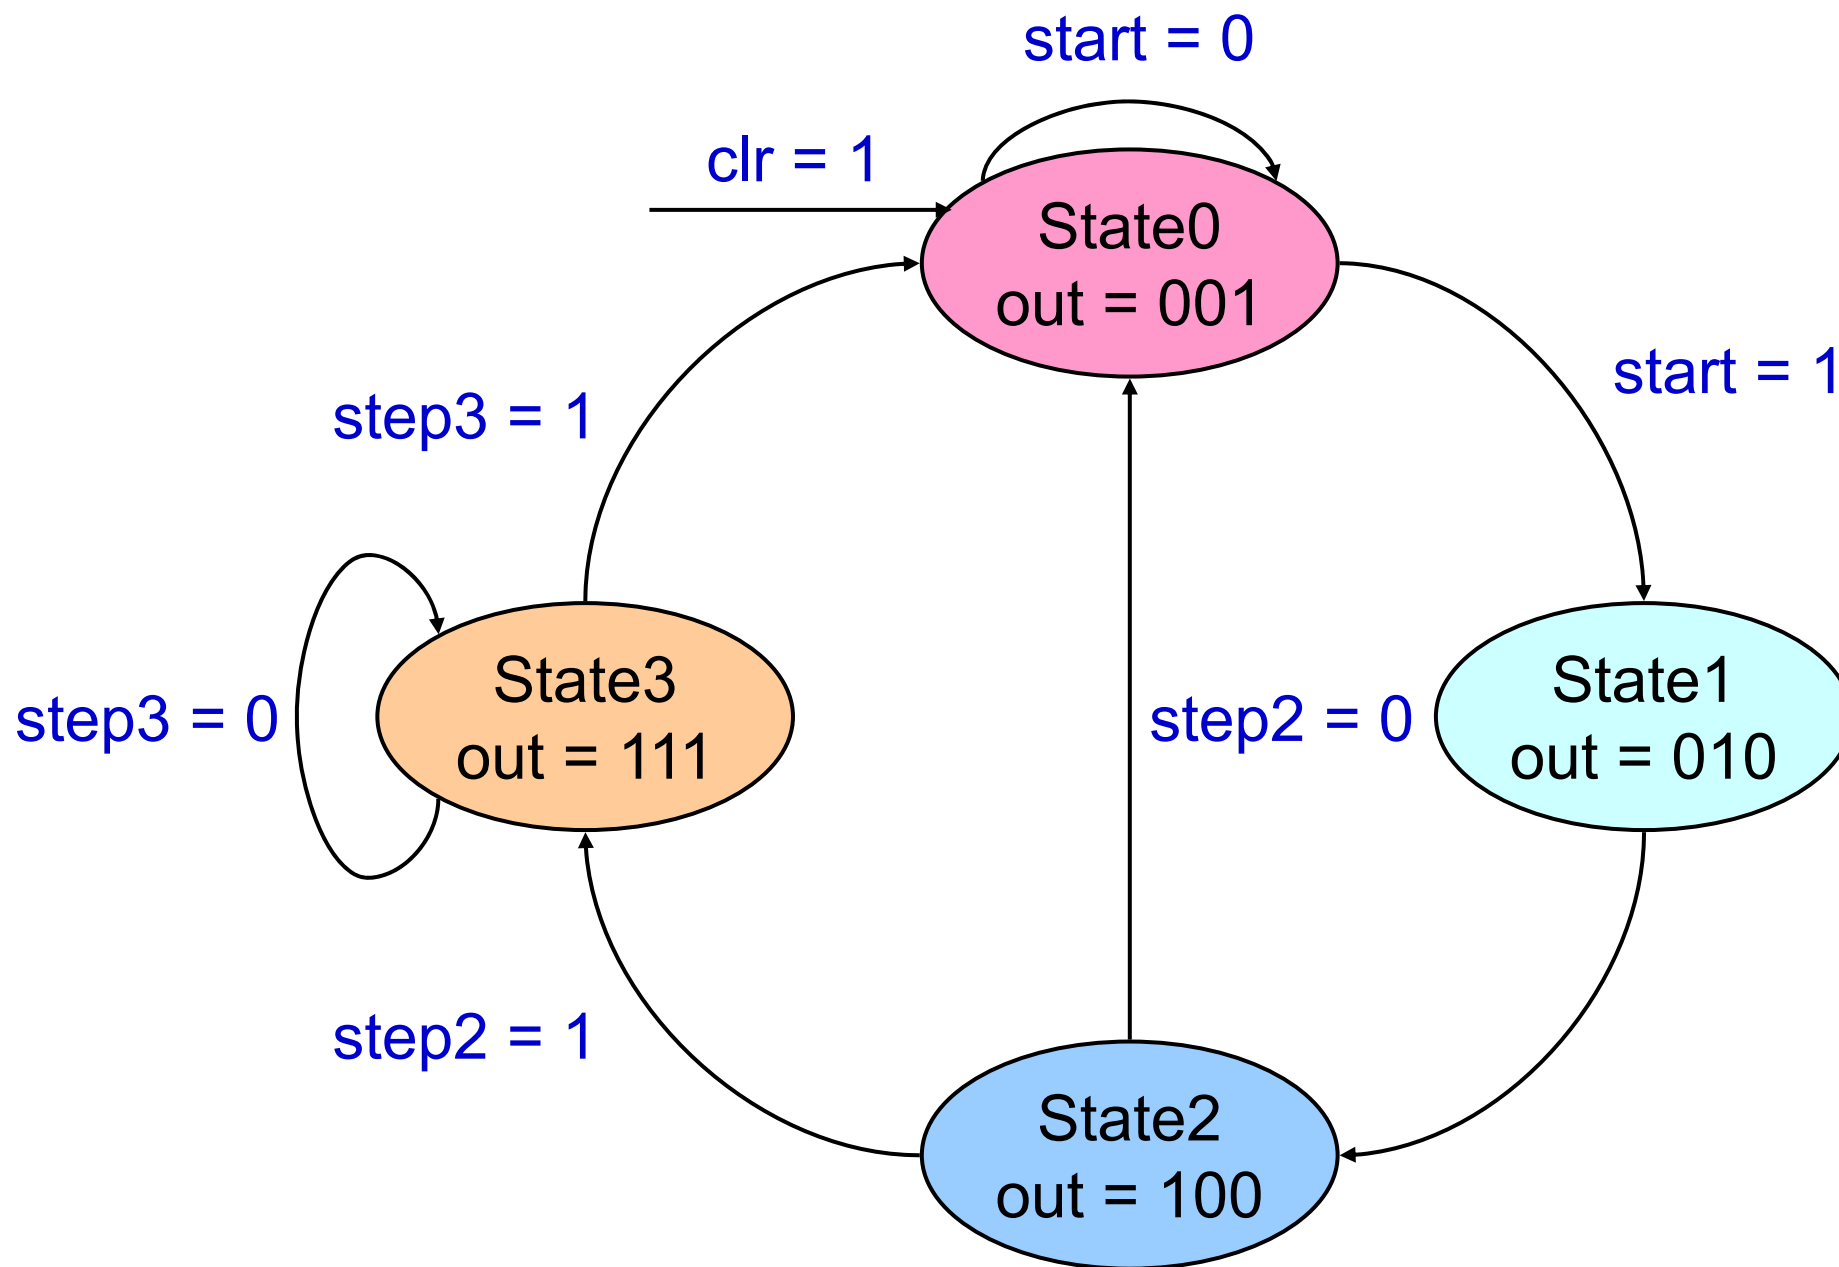 start = 0
clr = 1
State0
out = 001
step3 = 1
start = 1
State3
out = 111
step3 = 0
step2 = 0
State1
out = 010
step2 = 1
State2
out = 100